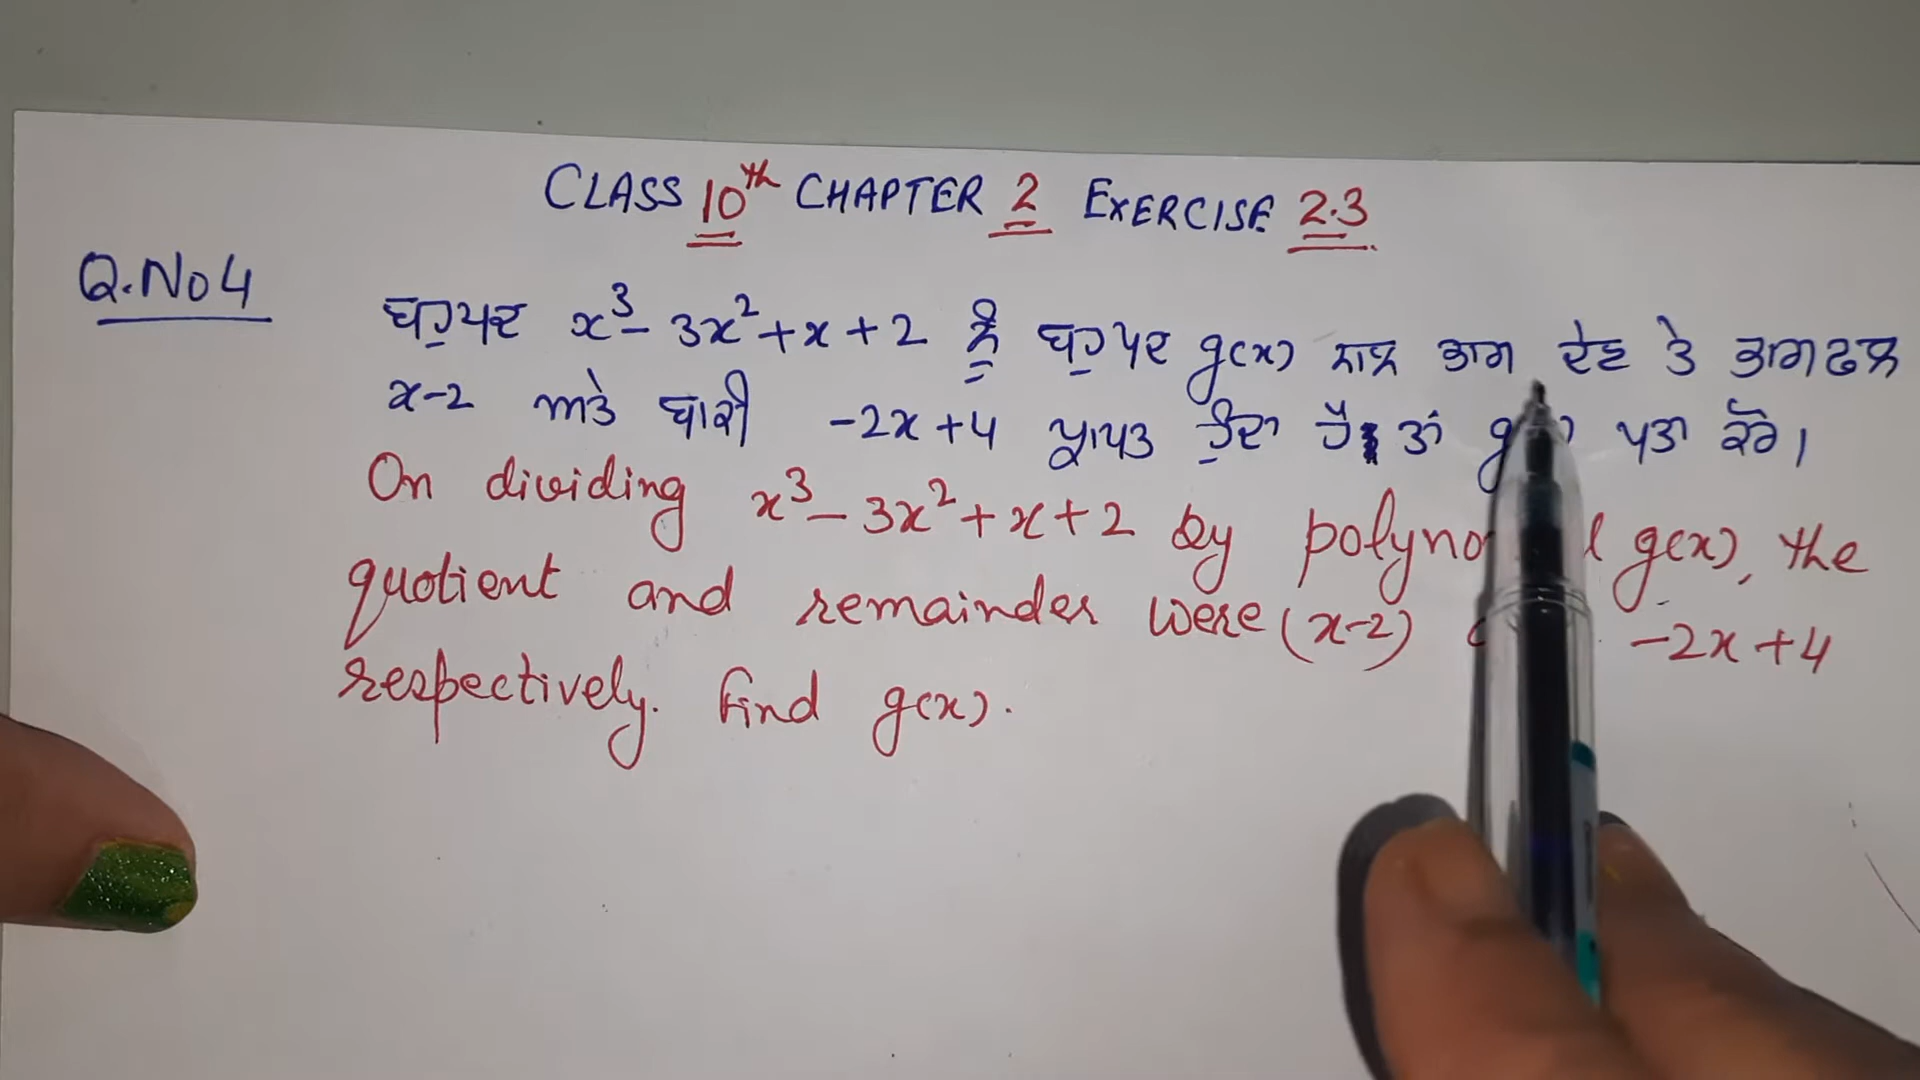 CLASS 10th CHAPTER 2 EXERCISE 2.3
Q.No 4
ਬਹੁਪਦ x³ - 3x² + x + 2 ਨੂੰ ਬਹੁਪਦ g(x) ਨਾਲ ਭਾਗ ਦੇਣ ਤੇ ਭਾਗਫਲ
x-2 ਅਤੇ ਬਾਕੀ -2x+4 ਪ੍ਰਾਪਤ ਹੁੰਦਾ ਹੈ ਤਾਂ ਪਤਾ ਕਰੋ।
On dividing x³ - 3x² + x + 2 by g(x), the
quotient and remainder were (x-2) -2x+4
respectively. Find g(x).